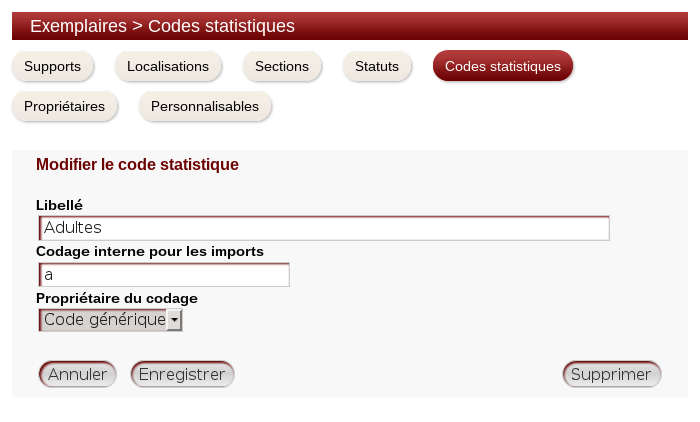 Exemplaires > Codes statistiques
Supports Localisations Sections Statuts Codes statistiques
Propriétaires Personnalisables
Modifier le code statistique
Libellé
Adultes
Codage interne pour les imports
a
Propriétaire du codage
Code générique
Annuler Enregistrer Supprimer